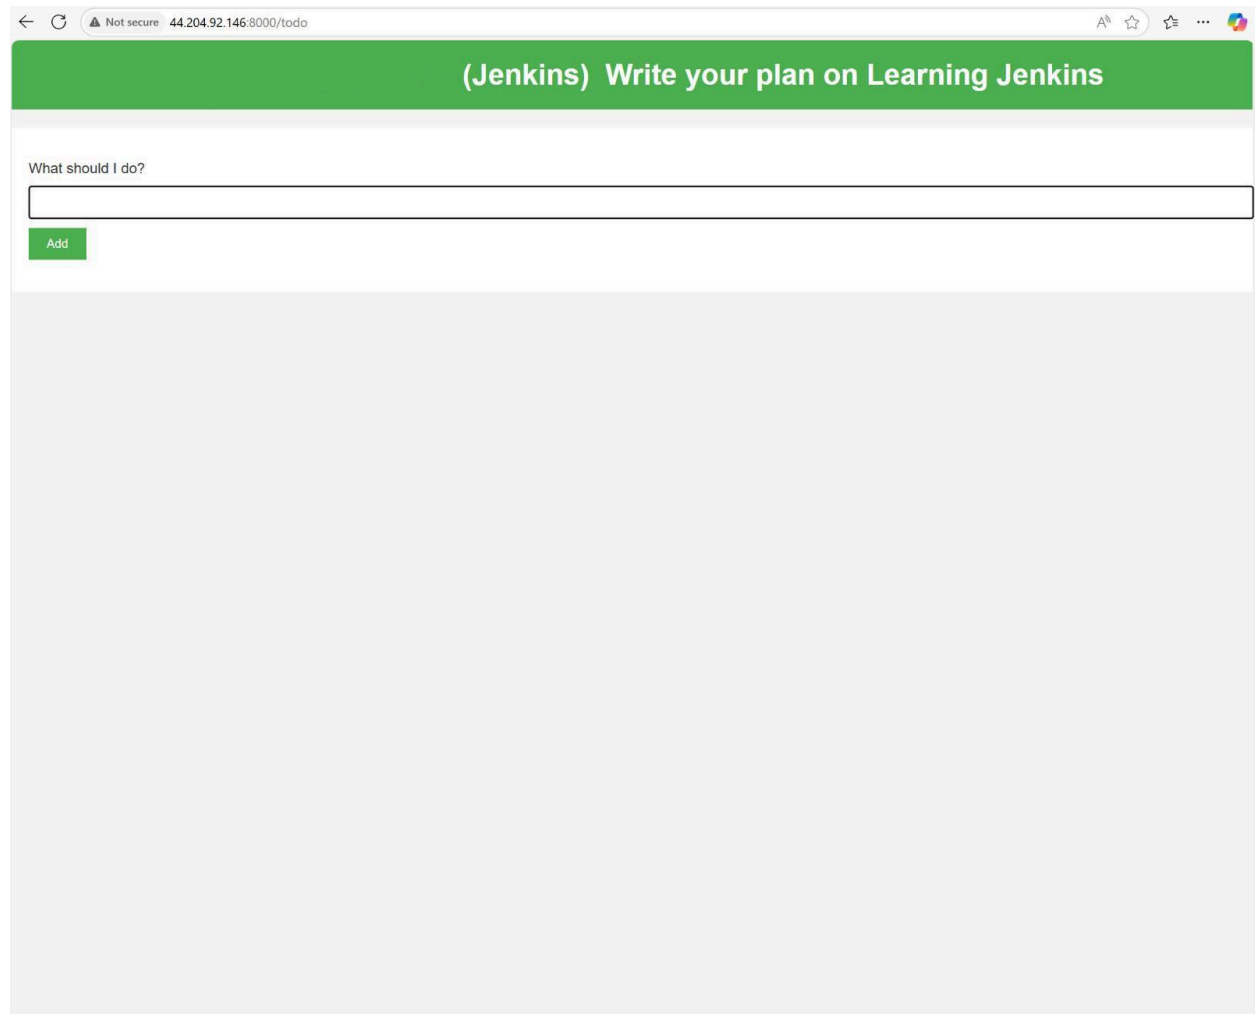 Not secure 44.204.92.146:8000/todo
(Jenkins) Write your plan on Learning Jenkins
What should I do?
Add